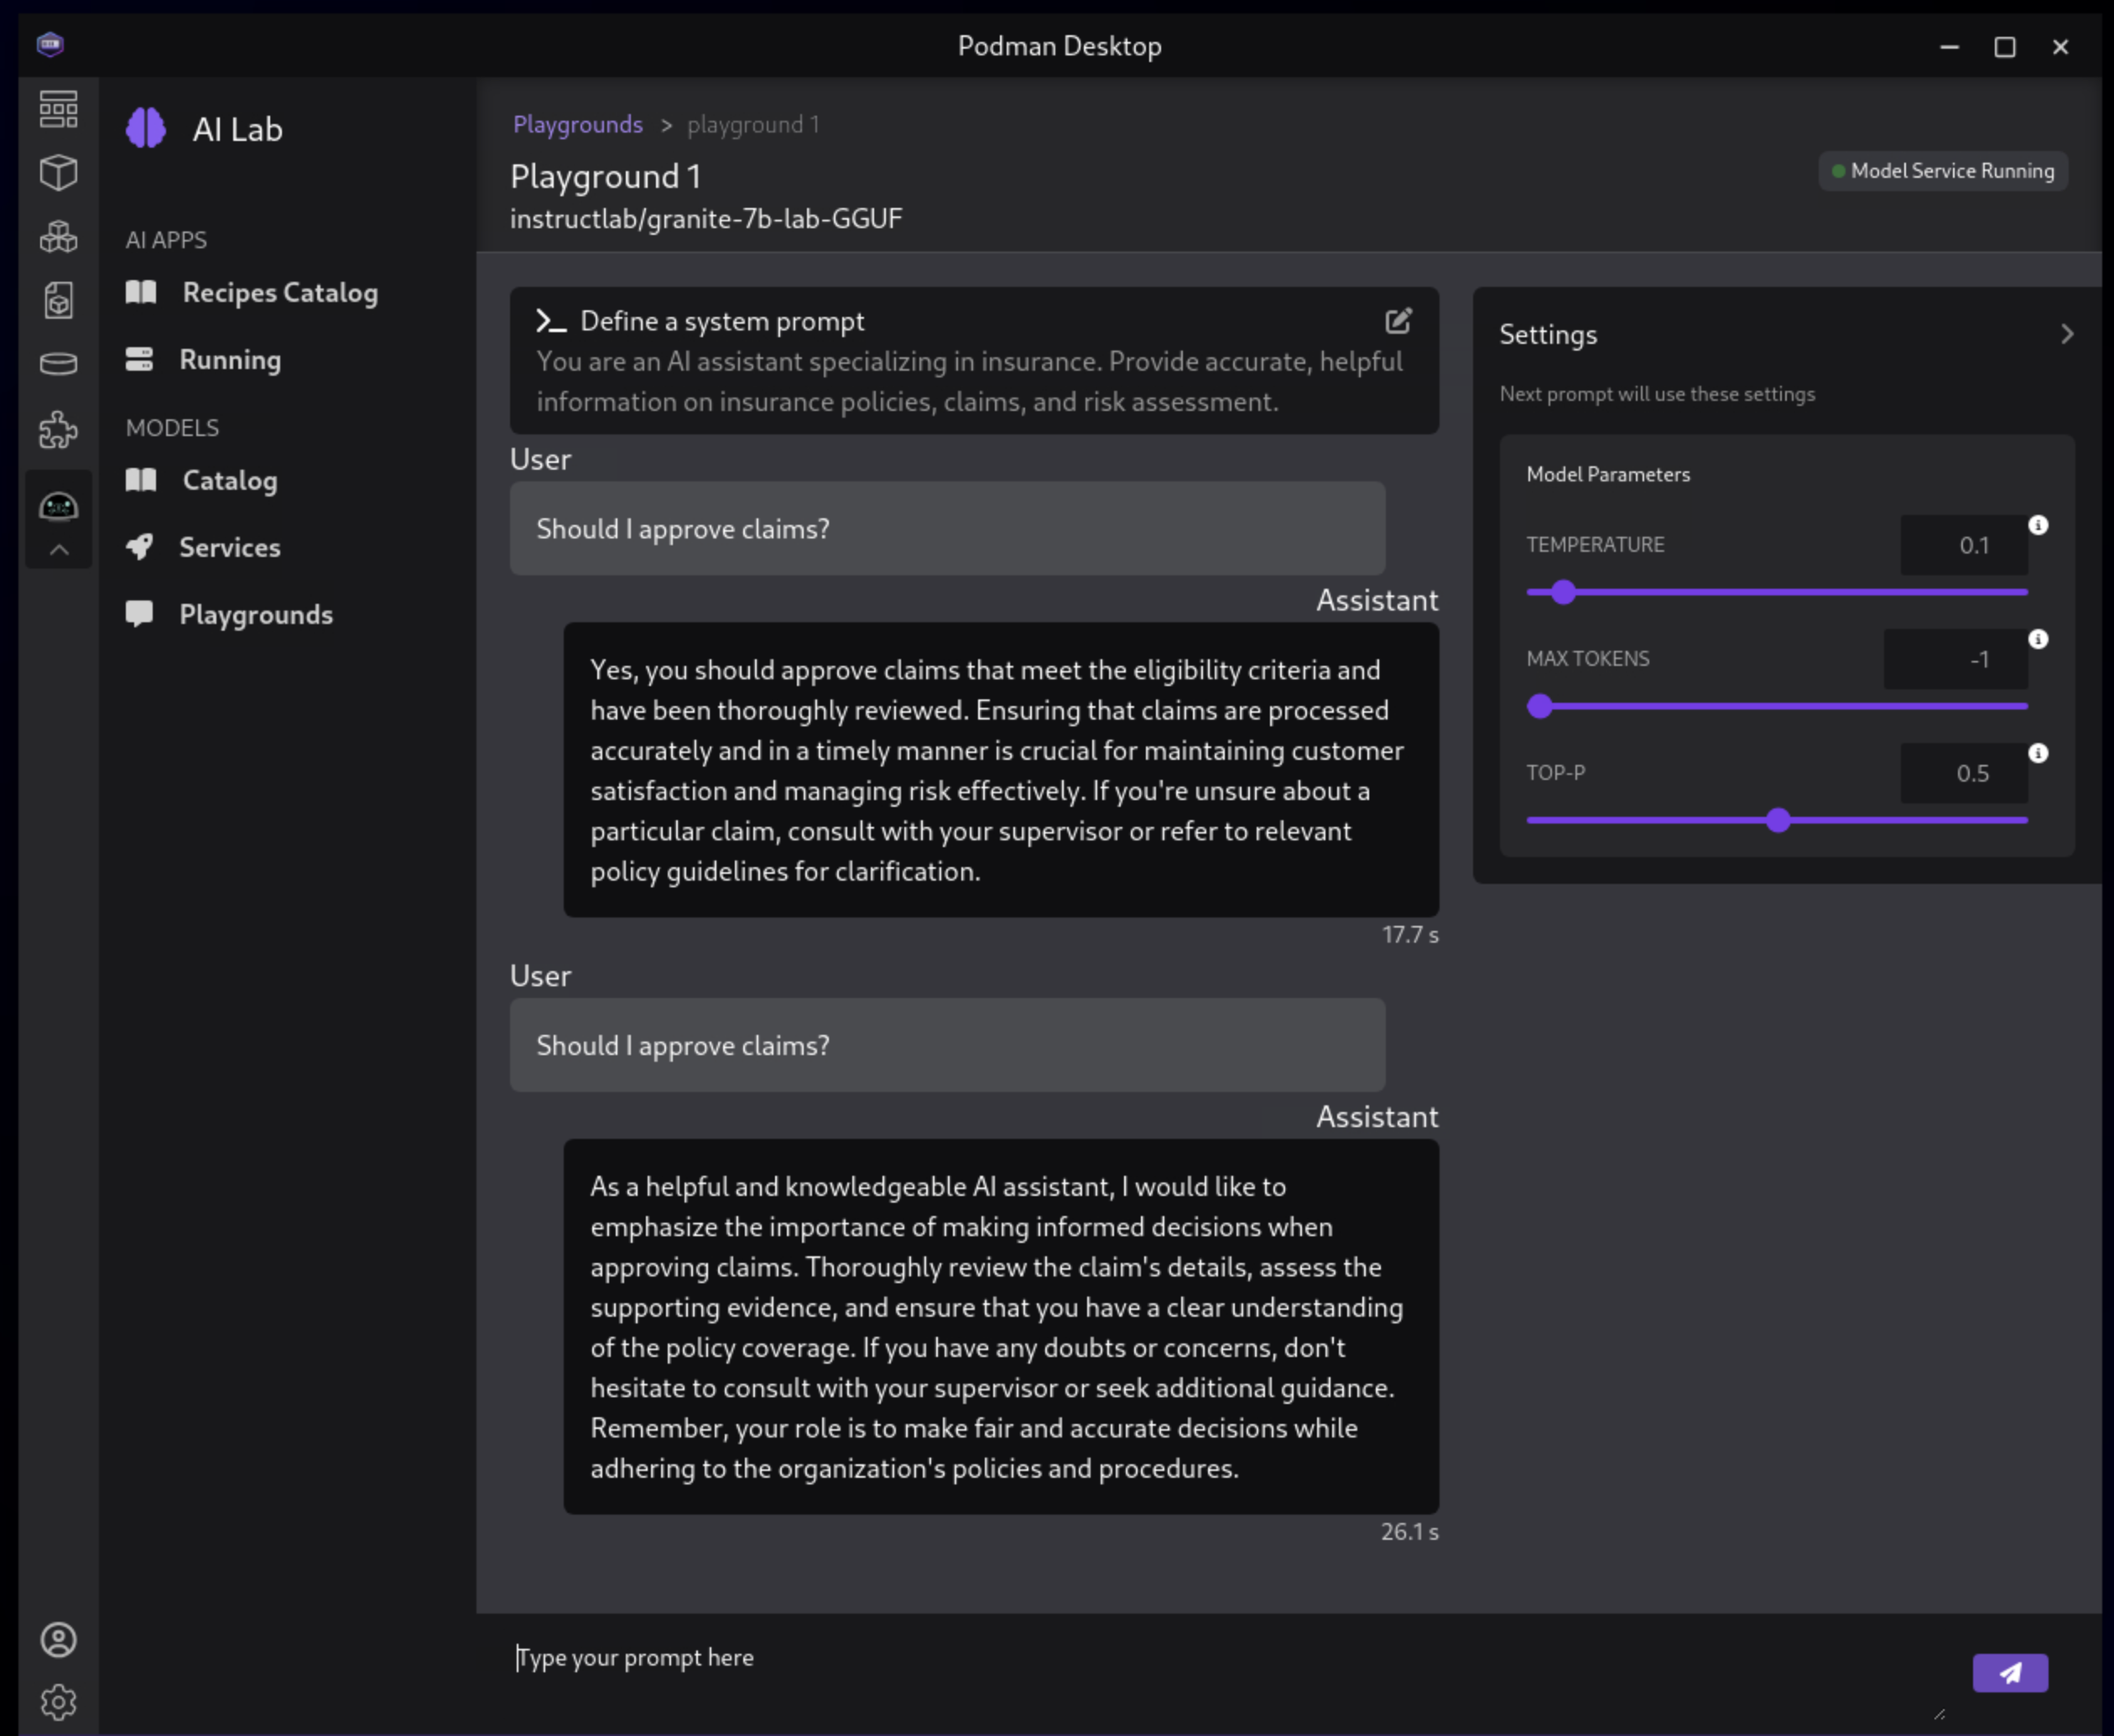 Podman Desktop
AI Lab
AI APPS
Recipes Catalog
Running
MODELS
Catalog
Services
Playgrounds
Playgrounds > playground 1
Playground 1
instructlab/granite-7b-lab-GGUF
Model Service Running
Define a system prompt
You are an AI assistant specializing in insurance. Provide accurate, helpful
information on insurance policies, claims, and risk assessment.
User
Should I approve claims?
Assistant
Yes, you should approve claims that meet the eligibility criteria and
have been thoroughly reviewed. Ensuring that claims are processed
accurately and in a timely manner is crucial for maintaining customer
satisfaction and managing risk effectively. If you're unsure about a
particular claim, consult with your supervisor or refer to relevant
policy guidelines for clarification.
17.7 s
User
Should I approve claims?
Assistant
As a helpful and knowledgeable AI assistant, I would like to
emphasize the importance of making informed decisions when
approving claims. Thoroughly review the claim's details, assess the
supporting evidence, and ensure that you have a clear understanding
of the policy coverage. If you have any doubts or concerns, don't
hesitate to consult with your supervisor or seek additional guidance.
Remember, your role is to make fair and accurate decisions while
adhering to the organization's policies and procedures.
26.1 s
Settings
Next prompt will use these settings
Model Parameters
TEMPERATURE 0.1
MAX TOKENS -1
TOP-P 0.5
Type your prompt here